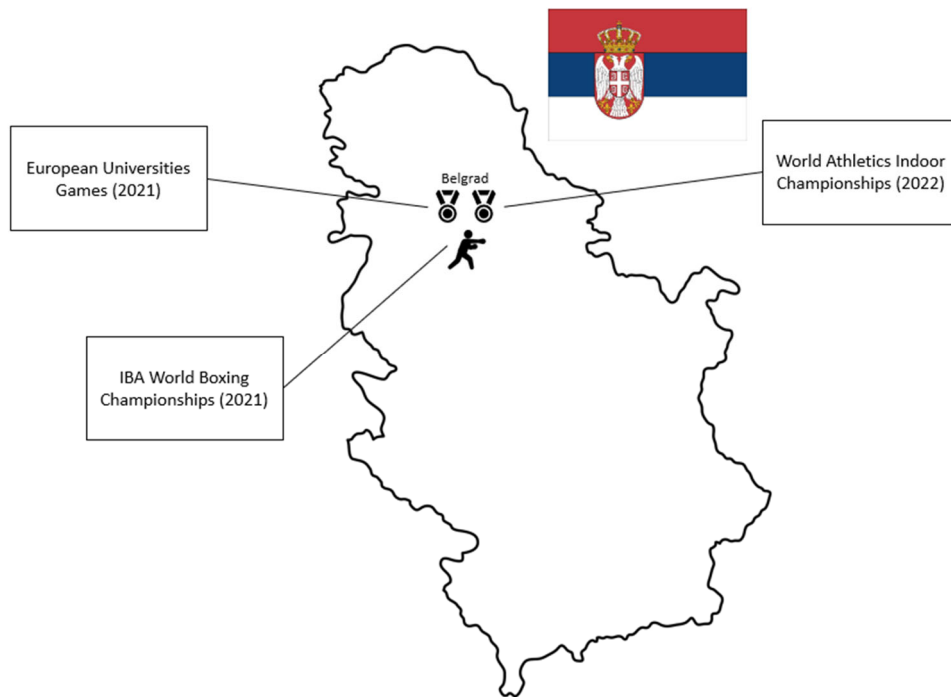 European Universities
Games (2021)
Belgrad
World Athletics Indoor
Championships (2022)
IBA World Boxing
Championships (2021)